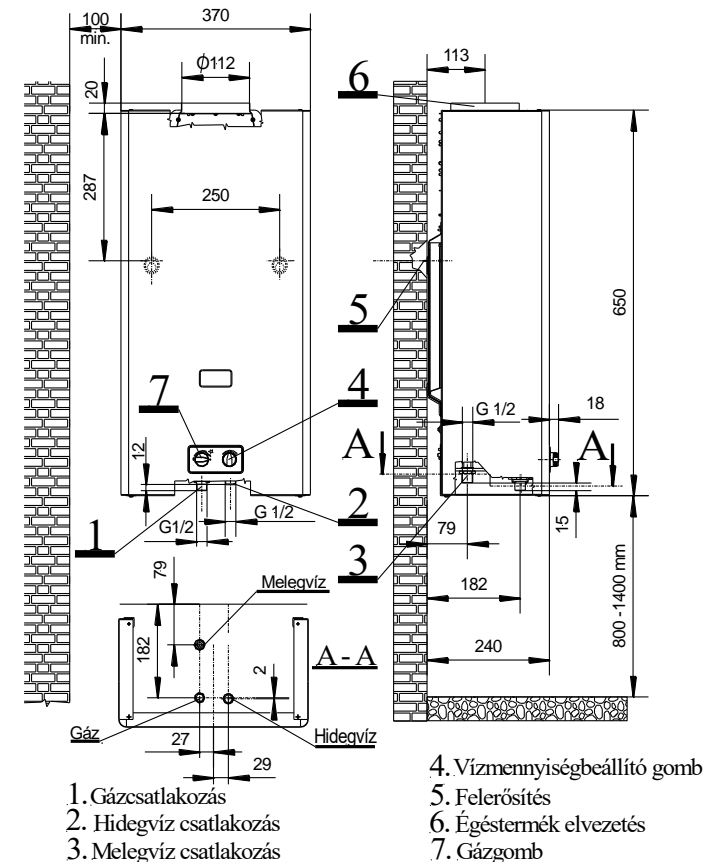 100
min.
370
Ø112
20
287
250
7
4
12
G1/2
G 1/2
1
2
6
113
5
650
G 1/2
18
A
A
79
15
3
182
800 -1400 mm
240
79
Melegvíz
182
A - A
2
Gáz
Hidegvíz
27
29
1. Gázcsatlakozás
2. Hidegvíz csatlakozás
3. Melegvíz csatlakozás
4. Vízmennyiségbeállító gomb
5. Felerősítés
6. Égéstermék elvezetés
7. Gázgomb